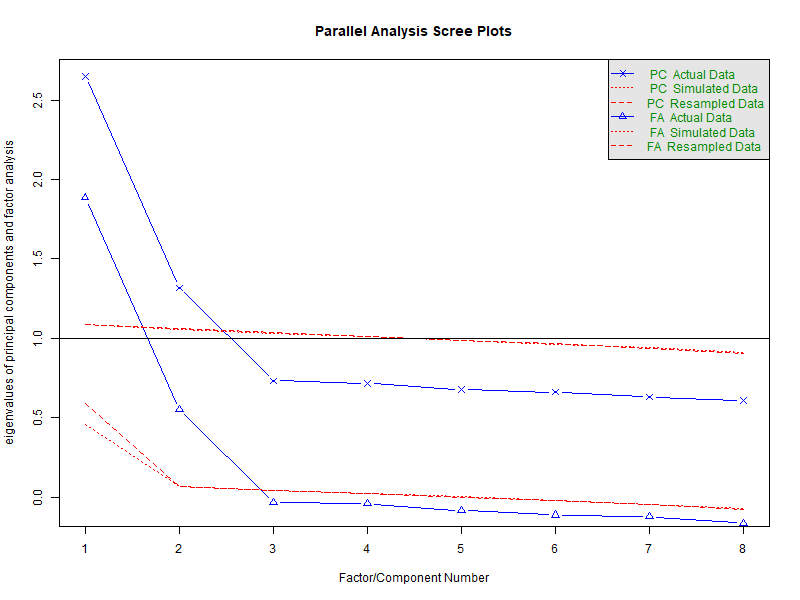 Parallel Analysis Scree Plots
eigenvalues of principal components and factor analysis
2.5
2.0
1.5
1.0
0.5
0.0
PC Actual Data
PC Simulated Data
PC Resampled Data
FA Actual Data
FA Simulated Data
FA Resampled Data
1 2 3 4 5 6 7 8
Factor/Component Number